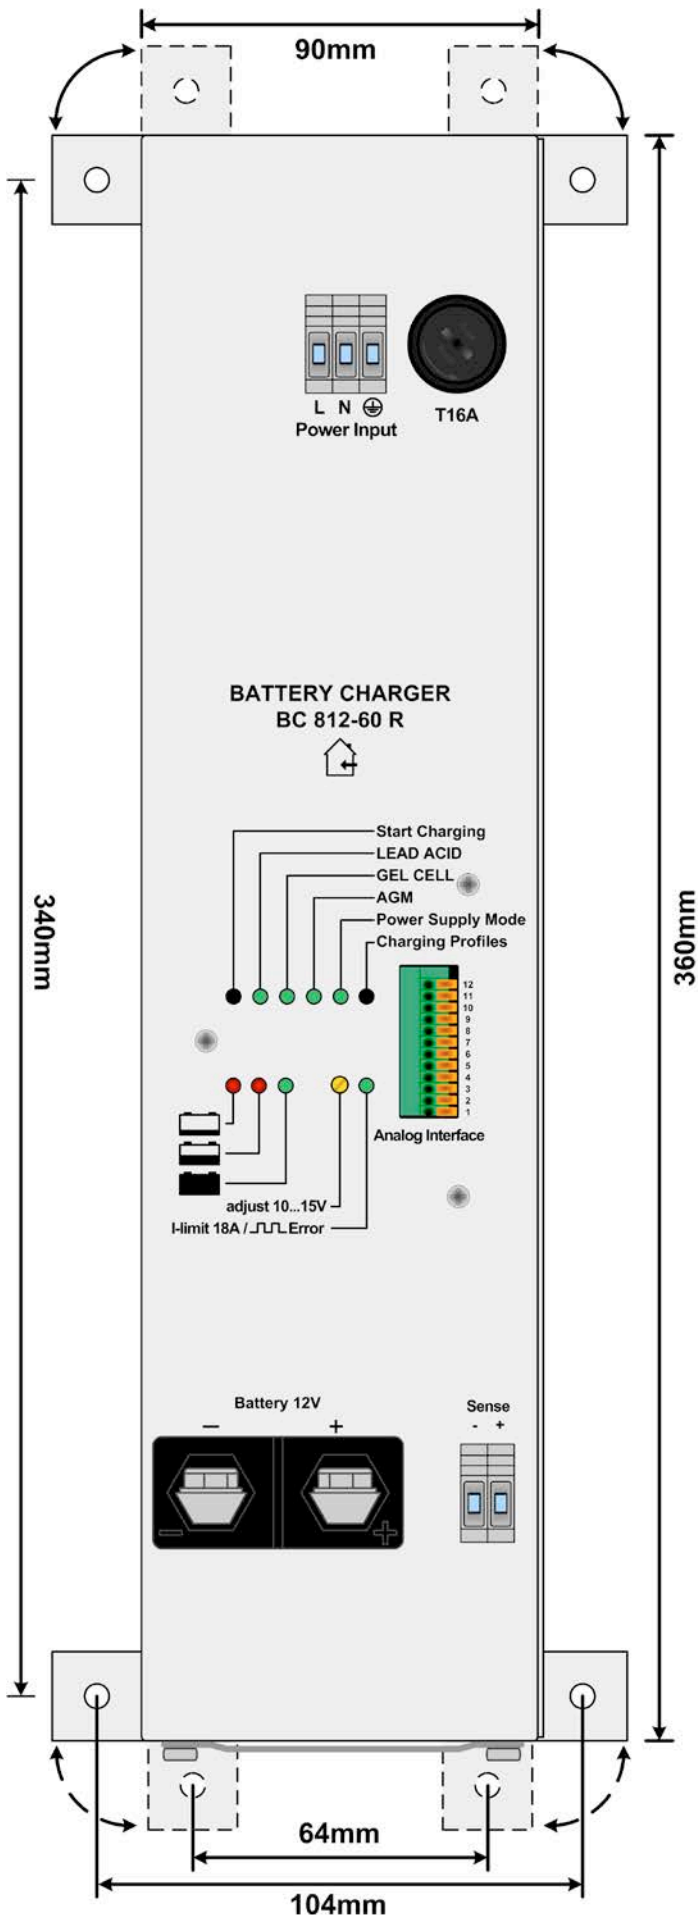 90mm
L N
Power Input
T16A
BATTERY CHARGER
BC 812-60 R
Start Charging
LEAD ACID
GEL CELL
AGM
Power Supply Mode
Charging Profiles
340mm
360mm
12
11
10
9
8
7
6
5
4
3
2
1
Analog Interface
adjust 10...15V
I-limit 18A / Error
Battery 12V
− +
Sense
- +
− +
64mm
104mm